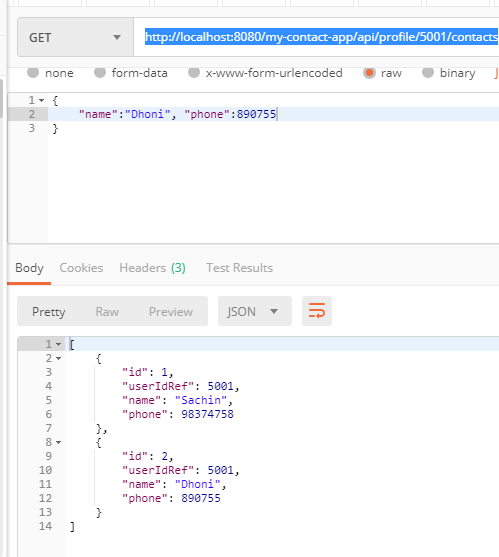 GET http://localhost:8080/my-contact-app/api/profile/5001/contacts
none form-data x-www-form-urlencoded raw binary
1 {
2 "name":"Dhoni", "phone":890755
3 }
Body Cookies Headers (3) Test Results
Pretty Raw Preview JSON
1 [
2 {
3 "id": 1,
4 "userIdRef": 5001,
5 "name": "Sachin",
6 "phone": 98374758
7 },
8 {
9 "id": 2,
10 "userIdRef": 5001,
11 "name": "Dhoni",
12 "phone": 890755
13 }
14 ]